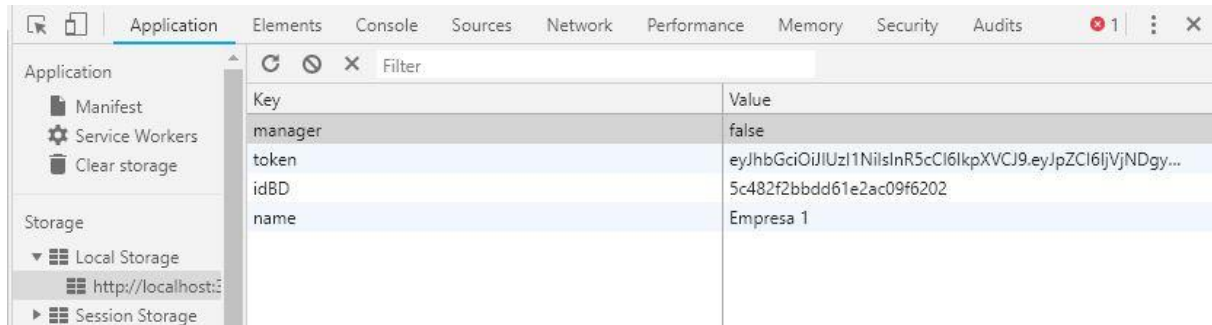 Application Elements Console Sources Network Performance Memory Security Audits 1
Application
Manifest
Service Workers
Clear storage
Storage
Local Storage
http://localhost:3
Session Storage
Filter
Key Value
manager false
token eyJhbGciOiJIUzI1NiIsInR5cCI6IkpXVCJ9.eyJpZCI6IjVjNDgy...
idBD 5c482f2bbdd61e2ac09f6202
name Empresa 1